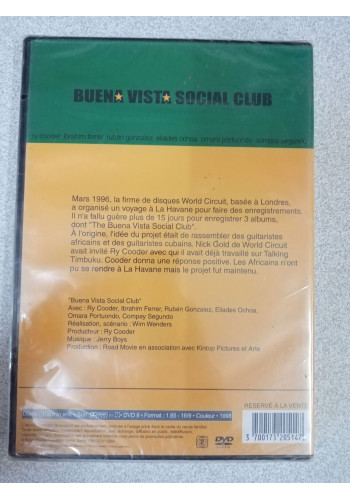 BUENA VISTA SOCIAL CLUB
ry cooder, ibrahim ferrer, rubén gonzalez, eliades ochoa, omara portuondo, compay segundo
Mars 1996, la firme de disques World Circuit, basée à Londres,
a organisé un voyage à La Havane pour faire des enregistrements.
Il n'a fallu guère plus de 15 jours pour enregistrer 3 albums,
dont "The Buena Vista Social Club".
A l'origine, l'idée du projet était de rassembler des guitaristes
africains et des guitaristes cubains. Nick Gold de World Circuit
avait invité Ry Cooder avec qui il avait déjà travaillé sur Talking
Timbuku. Cooder donna une réponse positive. Les Africains n'ont
pu se rendre à La Havane mais le projet fut maintenu.
"Buena Vista Social Club"
Avec : Ry Cooder, Ibrahim Ferrer, Rubén Gonzalez, Eliades Ochoa,
Omara Portuondo, Compay Segundo
Réalisation, scénario : Wim Wenders
Producteur : Ry Cooder
Musique : Jerry Boys
Production : Road Movie en association avec Kintop Pictures et Arte
DVD 9 • Format : 1.85 - 16/9 • Couleur • 1998
RÉSERVÉ À LA VENTE
2
DVD
VIDEO
3 700173 205147